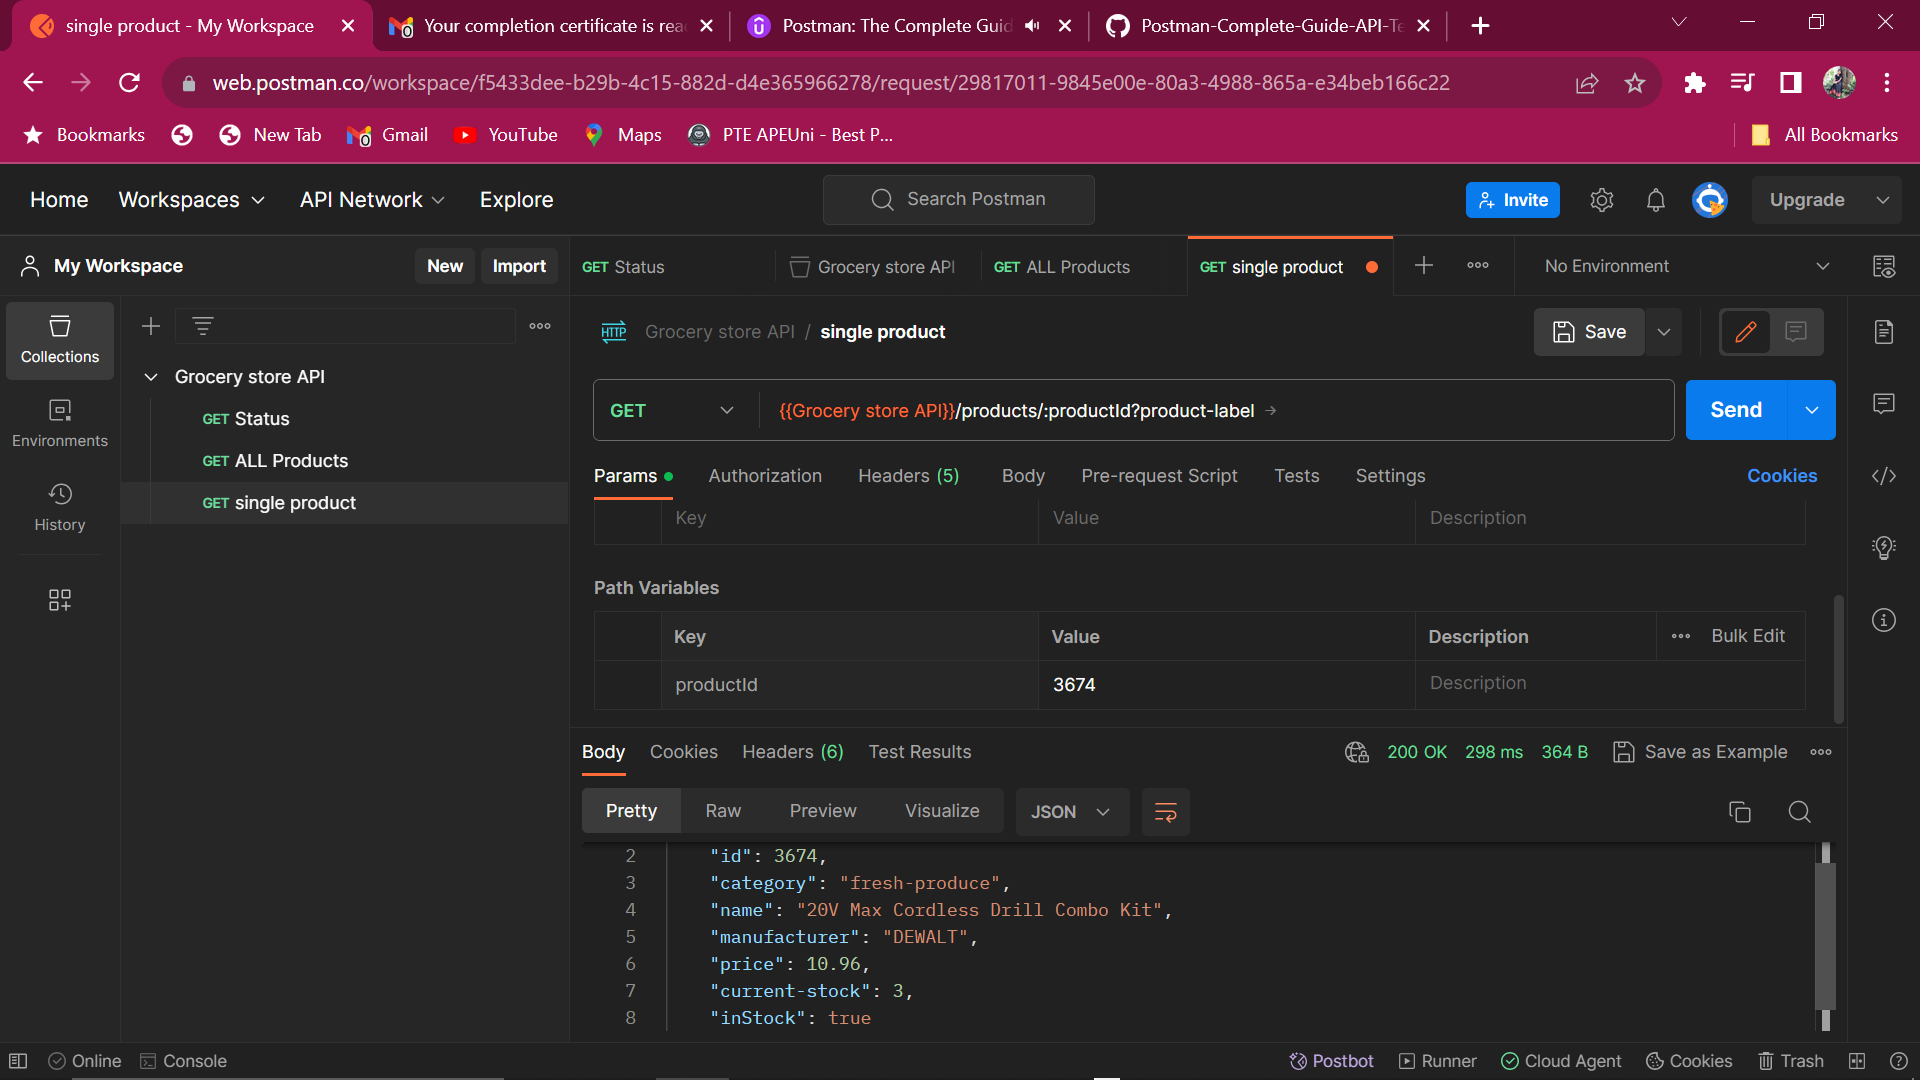 single product - My Workspace
Your completion certificate is rea
Postman: The Complete Guid
Postman-Complete-Guide-API-Te
web.postman.co/workspace/f5433dee-b29b-4c15-882d-d4e365966278/request/29817011-9845e00e-80a3-4988-865a-e34beb166c22
Bookmarks
New Tab
Gmail
YouTube
Maps
PTE APEUni - Best P...
All Bookmarks
Home
Workspaces
API Network
Explore
Search Postman
Invite
Upgrade
My Workspace
New
Import
GET Status
Grocery store API
GET ALL Products
GET single product
No Environment
Collections
Environments
History
Grocery store API
GET Status
GET ALL Products
GET single product
HTTP
Grocery store API / single product
Save
GET
{{Grocery store API}}/products/:productId?product-label
Send
Params
Authorization
Headers (5)
Body
Pre-request Script
Tests
Settings
Cookies
Key
Value
Description
Path Variables
Key
Value
Description
Bulk Edit
productId
3674
Description
Body
Cookies
Headers (6)
Test Results
200 OK
298 ms
364 B
Save as Example
Pretty
Raw
Preview
Visualize
JSON
2 "id": 3674,
3 "category": "fresh-produce",
4 "name": "20V Max Cordless Drill Combo Kit",
5 "manufacturer": "DEWALT",
6 "price": 10.96,
7 "current-stock": 3,
8 "inStock": true
Online
Console
Postbot
Runner
Cloud Agent
Cookies
Trash